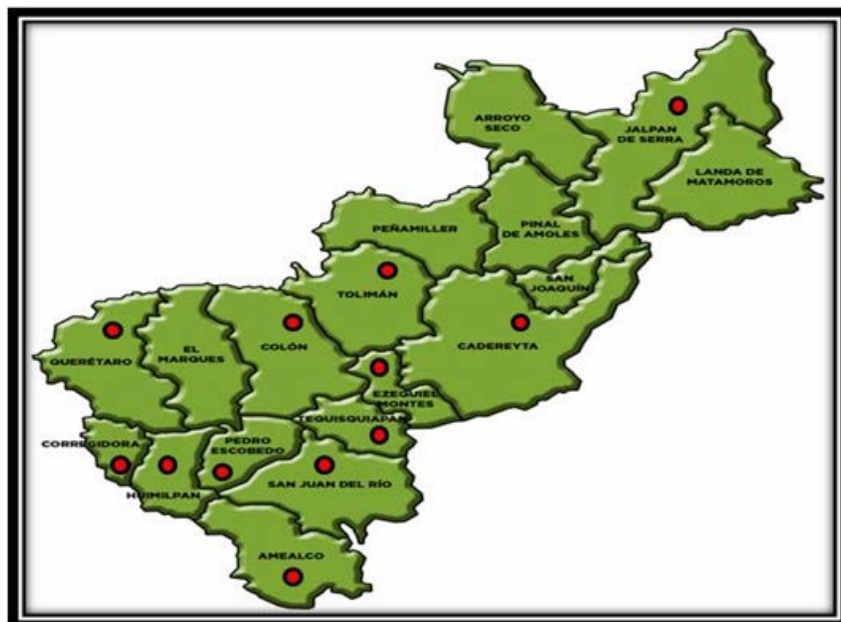 ARROYO
SECO
JALPAN
DE SERRA
LANDA DE
MATAMOROS
PEÑAMILLER
PINAL
DE AMOLES
SAN
JOAQUÍN
TOLIMÁN
CADEREYTA
COLÓN
EL
MARQUES
QUERÉTARO
EZEQUIEL
MONTES
TEQUISQUIAPAN
CORREGIDORA
PEDRO
ESCOBEDO
HUIMILPAN
SAN JUAN DEL RÍO
AMEALCO